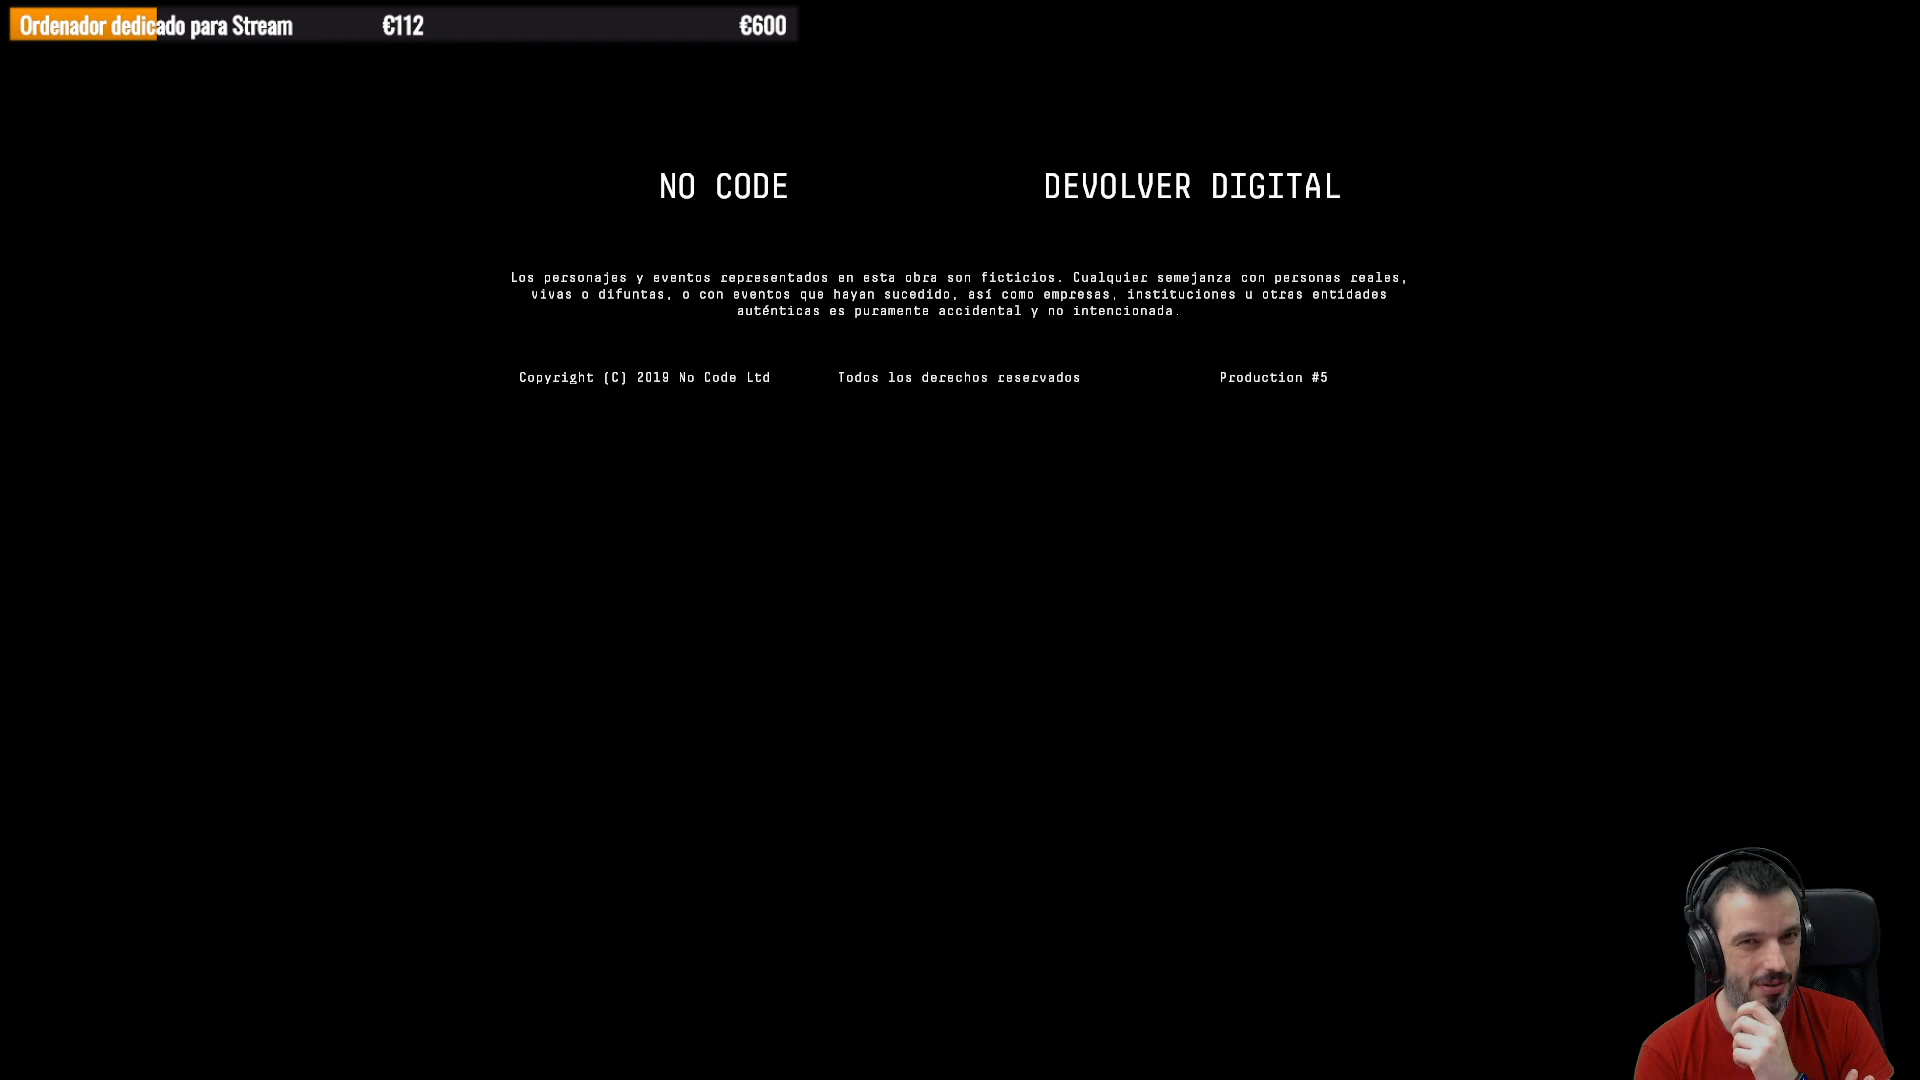 Ordenador dedicado para Stream €112 €600
NO CODE DEVOLVER DIGITAL
Los personajes y eventos representados en esta obra son ficticios. Cualquier semejanza con personas reales,
vivas o difuntas, o con eventos que hayan sucedido, así como empresas, instituciones u otras entidades
auténticas es puramente accidental y no intencionada.
Copyright (C) 2019 No Code Ltd Todos los derechos reservados Production #5